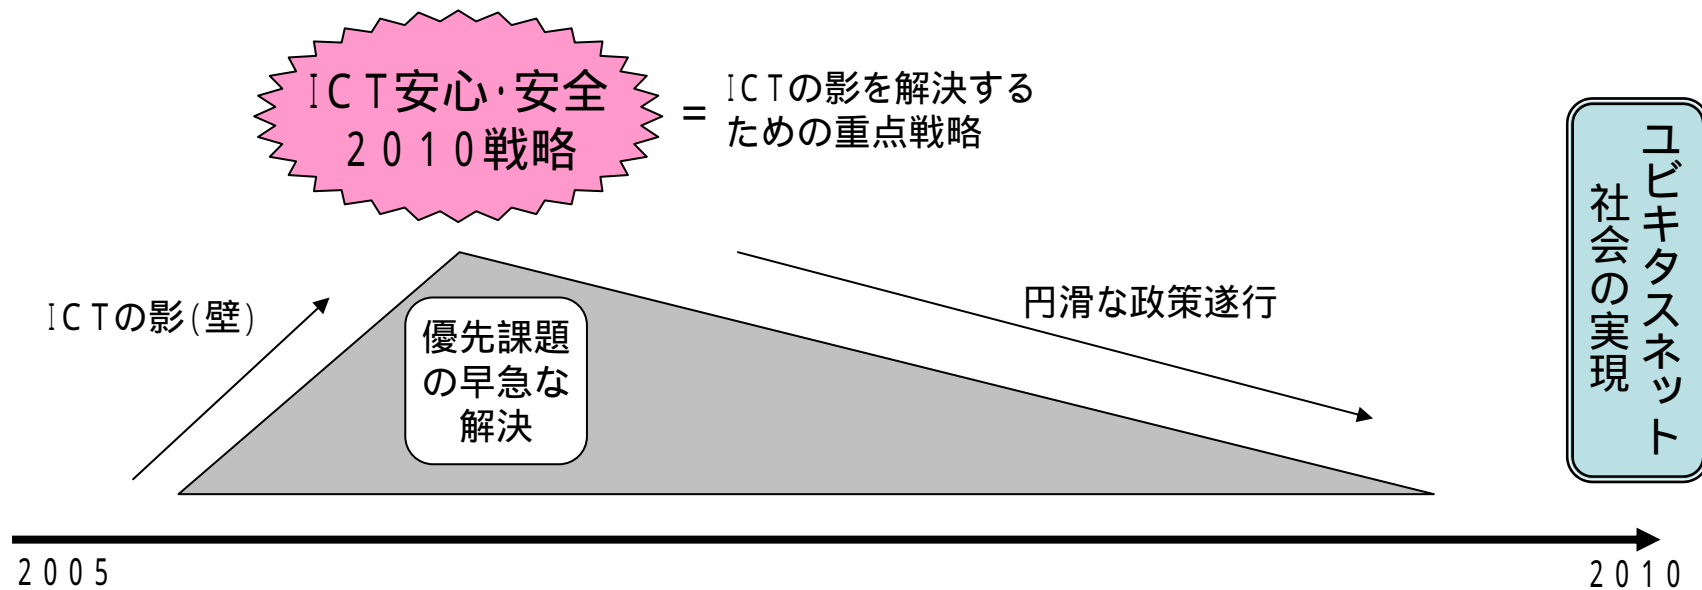 ICT安心・安全
2010戦略
=
ICTの影を解決する
ための重点戦略
ICTの影(壁)
優先課題
の早急な
解決
円滑な政策遂行
ユビキタスネット
社会の実現
2005
2010